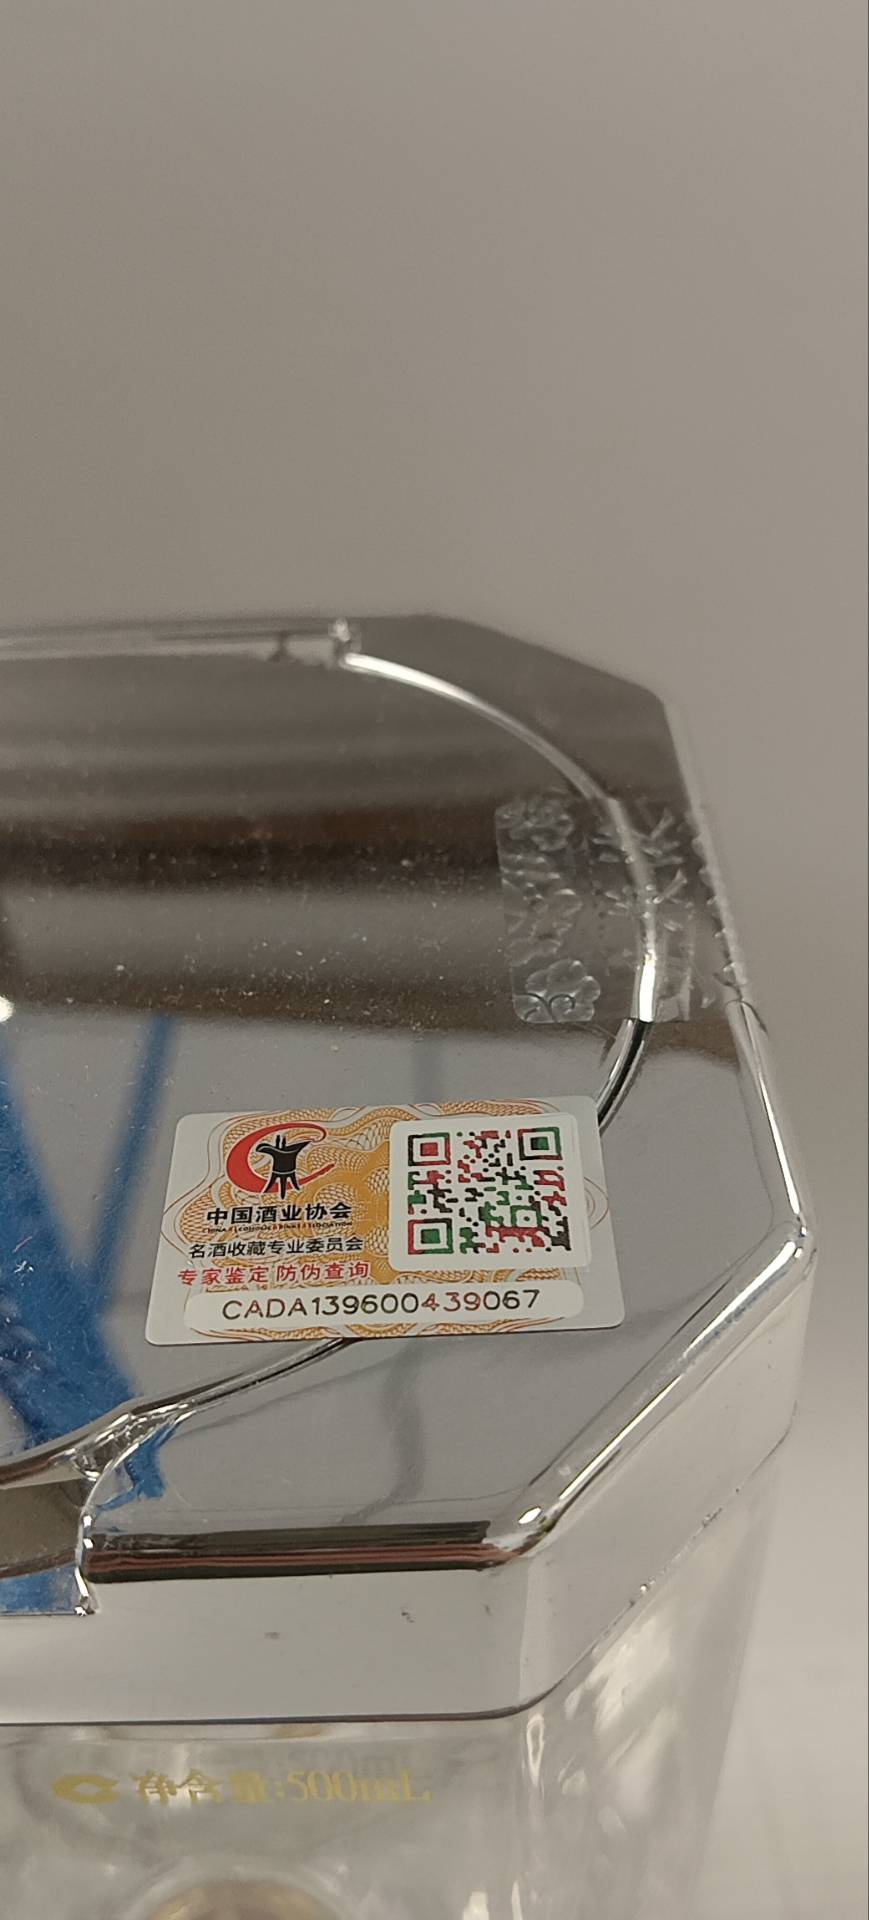 中国酒业协会
名酒收藏专业委员会
专家鉴定 防伪查询
CADA139600439067
净含量:500mL